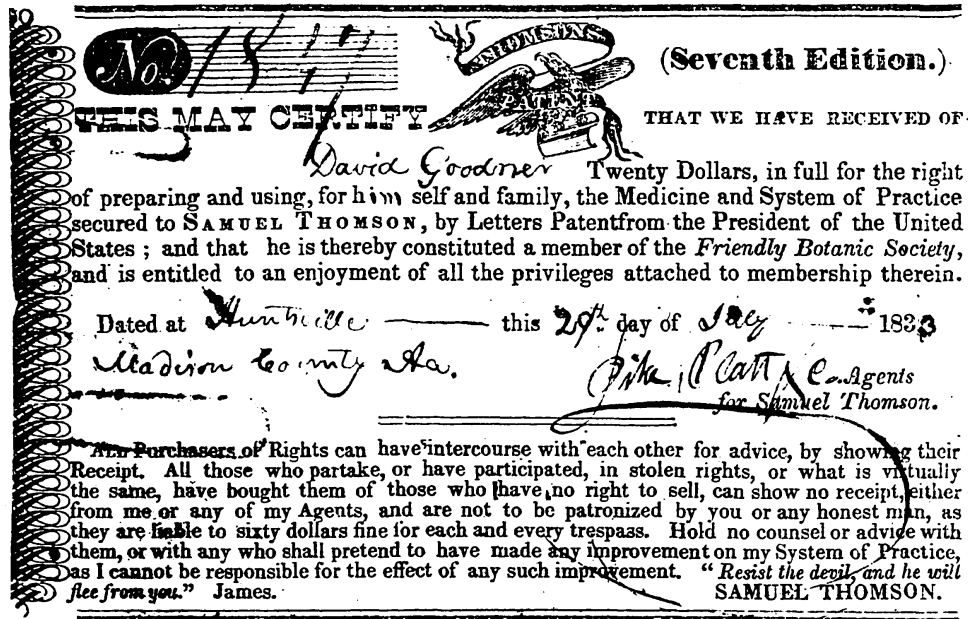 No.
THOMSONS
PATENT
(Seventh Edition.)
THIS MAY CERTIFY THAT WE HAVE RECEIVED OF
David Goodner Twenty Dollars, in full for the right
of preparing and using, for him self and family, the Medicine and System of Practice
secured to SAMUEL THOMSON, by Letters Patentfrom the President of the United
States ; and that he is thereby constituted a member of the Friendly Botanic Society,
and is entitled to an enjoyment of all the privileges attached to membership therein.
Dated at Huntsville this 29th day of July 1833
Madison County Aa.
Pike, Platt & Co. Agents
for Samuel Thomson.
All Purchasers of Rights can have intercourse with each other for advice, by showing their
Receipt. All those who partake, or have participated, in stolen rights, or what is virtually
the same, have bought them of those who have no right to sell, can show no receipt, either
from me or any of my Agents, and are not to be patronized by you or any honest man, as
they are liable to sixty dollars fine for each and every trespass. Hold no counsel or advice with
them, or with any who shall pretend to have made any improvement on my System of Practice,
as I cannot be responsible for the effect of any such improvement. "Resist the devil, and he will
flee from you." James. SAMUEL THOMSON.